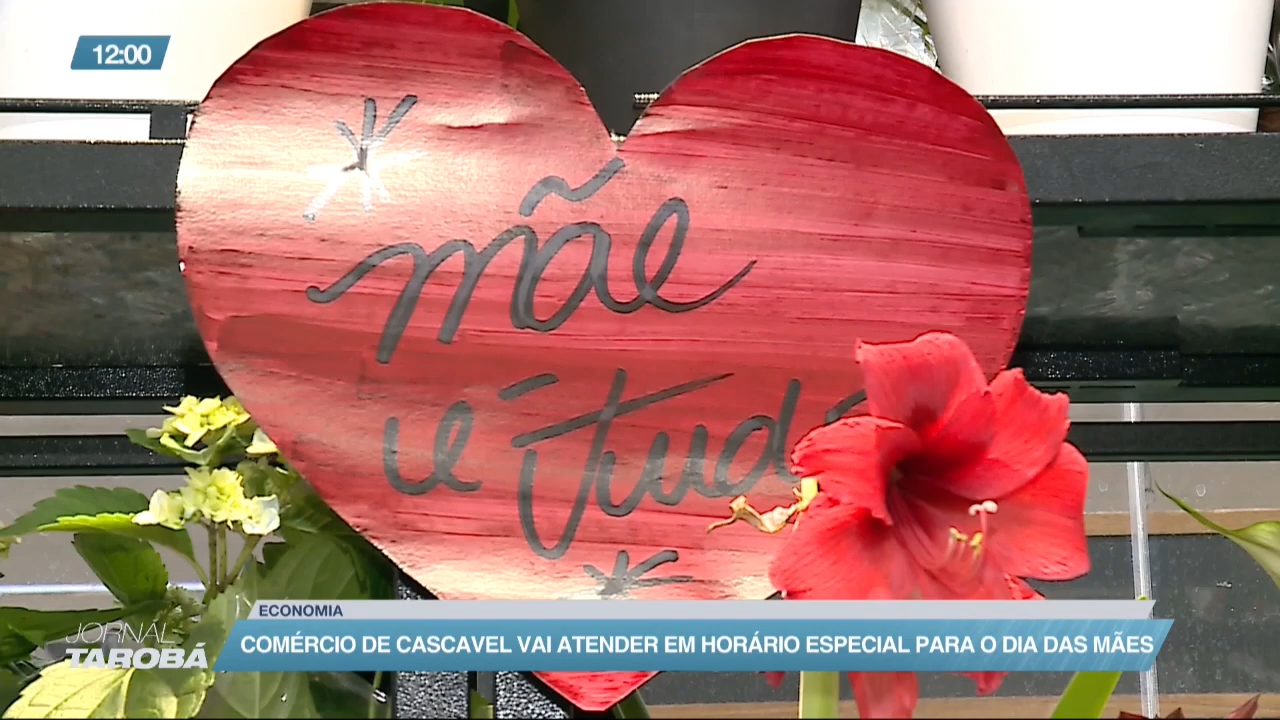 12:00
mãe
é tudo
ECONOMIA
COMÉRCIO DE CASCAVEL VAI ATENDER EM HORÁRIO ESPECIAL PARA O DIA DAS MÃES
JORNAL
TAROBÁ